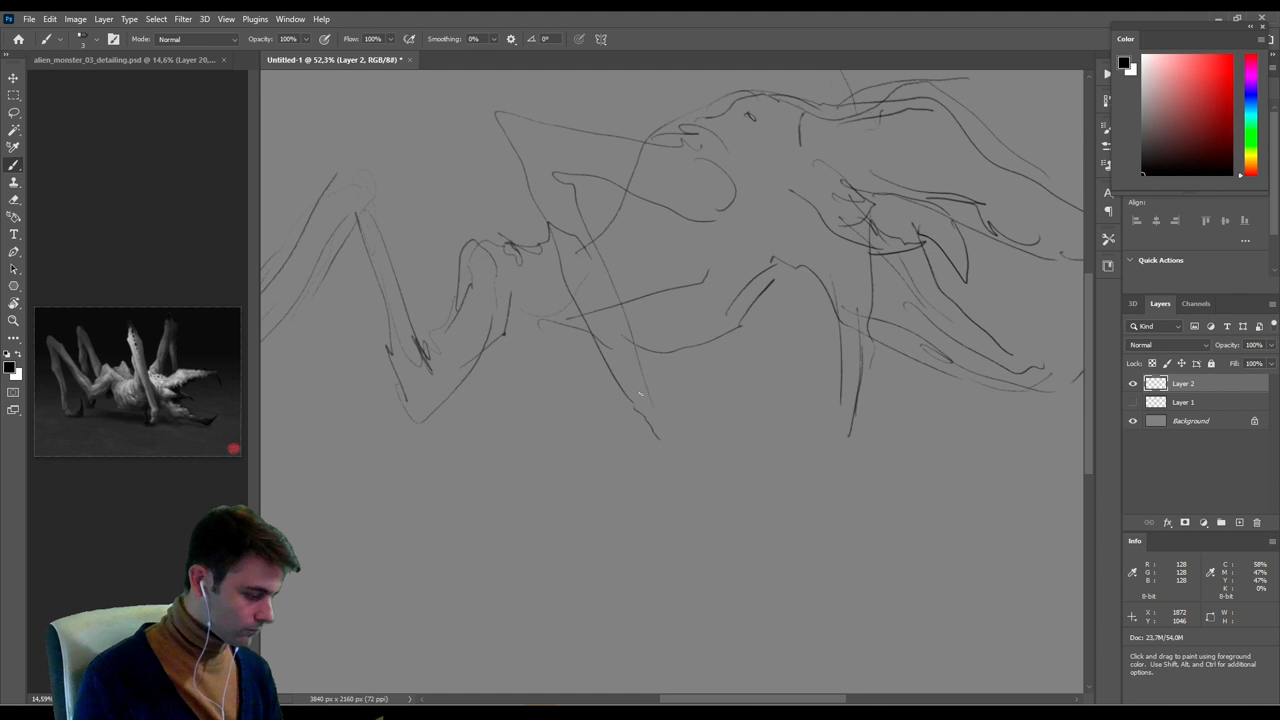 Ps File Edit Image Layer Type Select Filter 3D View Plugins Window Help
3 Mode: Normal Opacity: 100% Flow: 100% Smoothing: 0% 0°
alien_monster_03_detailing.psd @ 14,6% (Layer 20,... × Untitled-1 @ 52,3% (Layer 2, RGB/8#) * ×
Color
Align:
Quick Actions
3D Layers Channels
Kind
Normal Opacity: 100%
Lock: Fill: 100%
Layer 2
Layer 1
Background
fx
Info
R : 128 C : 58%
G : 128 M : 47%
B : 128 Y : 47%
K : 0%
8-bit 8-bit
X : 1872 W :
Y : 1046 H :
Doc: 23,7M/54,0M
Click and drag to paint using foreground
color. Use Shift, Alt, and Ctrl for additional
options.
14,59% 3840 px x 2160 px (72 ppi)